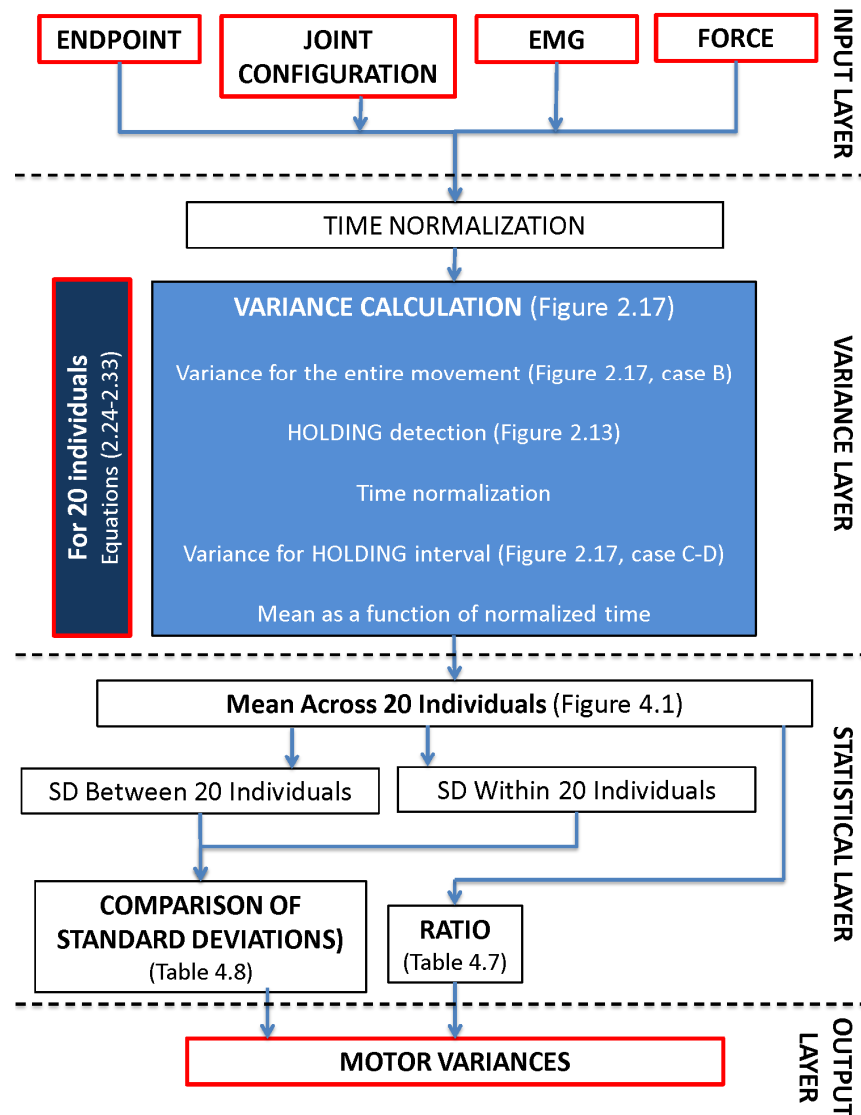 ENDPOINT
JOINT
CONFIGURATION
EMG
FORCE
INPUT LAYER
TIME NORMALIZATION
For 20 individuals
Equations (2.24-2.33)
VARIANCE CALCULATION (Figure 2.17)
Variance for the entire movement (Figure 2.17, case B)
HOLDING detection (Figure 2.13)
Time normalization
Variance for HOLDING interval (Figure 2.17, case C-D)
Mean as a function of normalized time
VARIANCE LAYER
Mean Across 20 Individuals (Figure 4.1)
SD Between 20 Individuals
SD Within 20 Individuals
COMPARISON OF
STANDARD DEVIATIONS)
(Table 4.8)
RATIO
(Table 4.7)
STATISTICAL LAYER
MOTOR VARIANCES
OUTPUT
LAYER